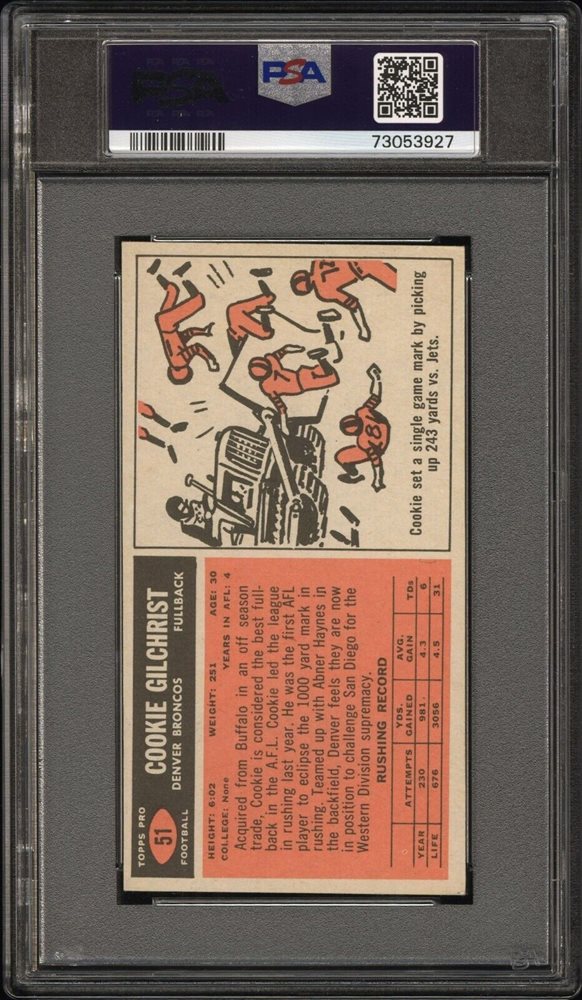 PSA
73053927
TOPPS PRO
51
FOOTBALL
COOKIE GILCHRIST
DENVER BRONCOS FULLBACK
HEIGHT: 6:02 WEIGHT: 251 AGE: 30
COLLEGE: None YEARS IN AFL: 4
Acquired from Buffalo in an off season
trade, Cookie is considered the best full-
back in the A.F.L. Cookie led the league
in rushing last year. He was the first AFL
player to eclipse the 1000 yard mark in
rushing. Teamed up with Abner Haynes in
the backfield, Denver feels they are now
in position to challenge San Diego for the
Western Division supremacy.
RUSHING RECORD
ATTEMPTS YDS. GAINED AVG. GAIN TDs
YEAR 230 981 4.3 6
LIFE 676 3056 4.5 31
Cookie set a single game mark by picking
up 243 yards vs. Jets.